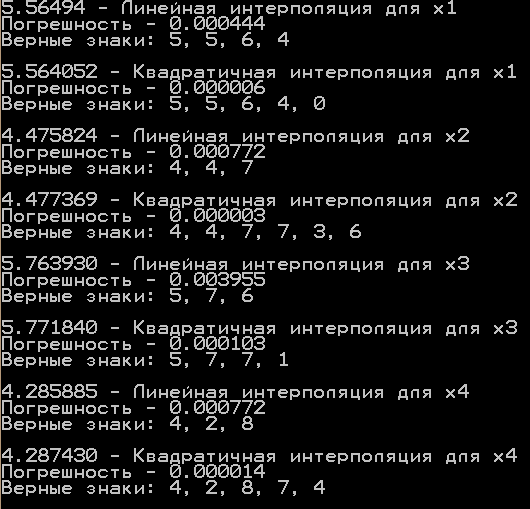 5.56494 - Линейная интерполяция для x1
Погрешность - 0.000444
Верные знаки: 5, 5, 6, 4
5.564052 - Квадратичная интерполяция для x1
Погрешность - 0.000006
Верные знаки: 5, 5, 6, 4, 0
4.475824 - Линейная интерполяция для x2
Погрешность - 0.000772
Верные знаки: 4, 4, 7
4.477369 - Квадратичная интерполяция для x2
Погрешность - 0.000003
Верные знаки: 4, 4, 7, 7, 3, 6
5.763930 - Линейная интерполяция для x3
Погрешность - 0.003955
Верные знаки: 5, 7, 6
5.771840 - Квадратичная интерполяция для x3
Погрешность - 0.000103
Верные знаки: 5, 7, 7, 1
4.285885 - Линейная интерполяция для x4
Погрешность - 0.000772
Верные знаки: 4, 2, 8
4.287430 - Квадратичная интерполяция для x4
Погрешность - 0.000014
Верные знаки: 4, 2, 8, 7, 4